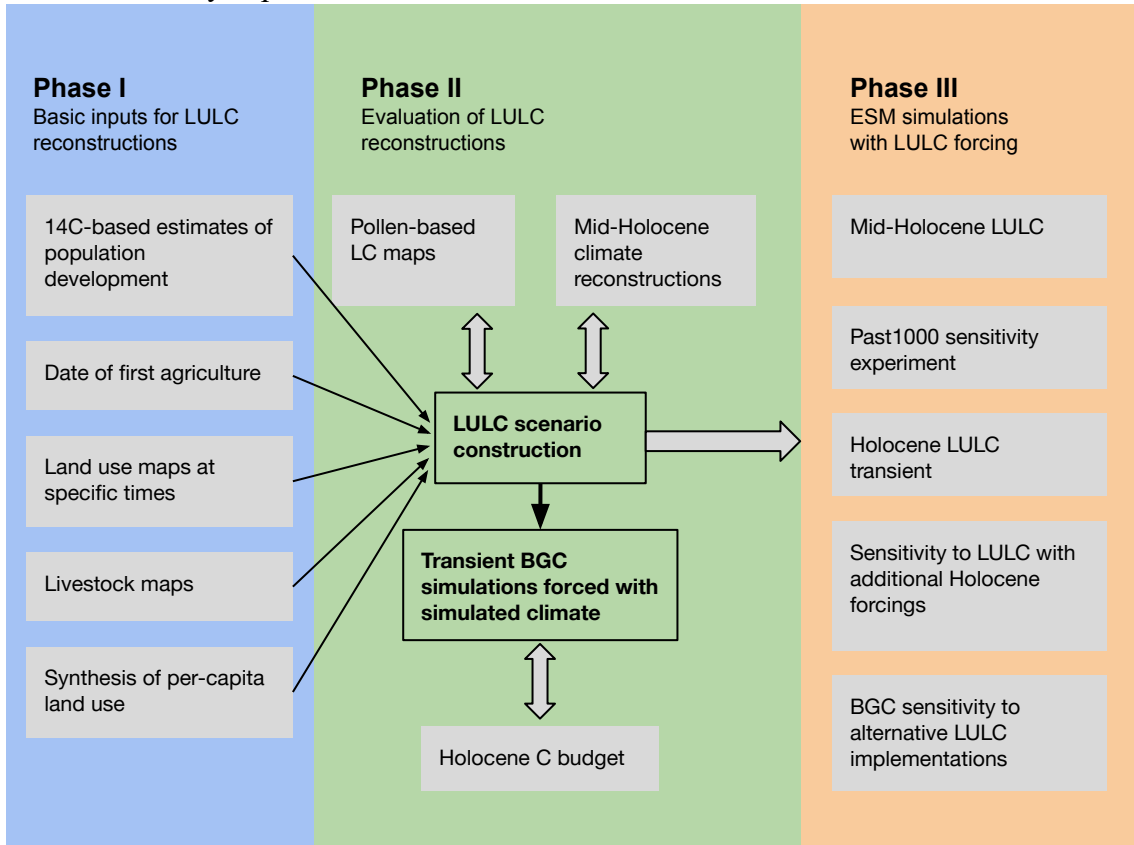 Phase I
Basic inputs for LULC
reconstructions
14C-based estimates of
population
development
Date of first agriculture
Land use maps at
specific times
Livestock maps
Synthesis of per-capita
land use
Phase II
Evaluation of LULC
reconstructions
Pollen-based
LC maps
Mid-Holocene
climate
reconstructions
LULC scenario
construction
Transient BGC
simulations forced with
simulated climate
Holocene C budget
Phase III
ESM simulations
with LULC forcing
Mid-Holocene LULC
Past1000 sensitivity
experiment
Holocene LULC
transient
Sensitivity to LULC with
additional Holocene
forcings
BGC sensitivity to
alternative LULC
implementations